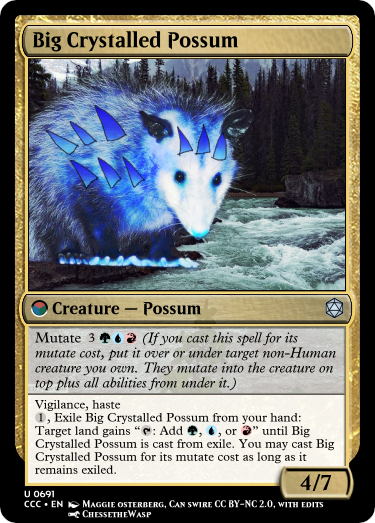 Big Crystalled Possum
Creature — Possum
Mutate 3 (If you cast this spell for its
mutate cost, put it over or under target non-Human
creature you own. They mutate into the creature on
top plus all abilities from under it.)
Vigilance, haste
1, Exile Big Crystalled Possum from your hand:
Target land gains “: Add , , or ” until Big
Crystalled Possum is cast from exile. You may cast Big
Crystalled Possum for its mutate cost as long as it
remains exiled.
4/7
U 0691
CCC • EN Maggie osterberg, Can swire CC BY-NC 2.0, with edits
ChessetheWasp